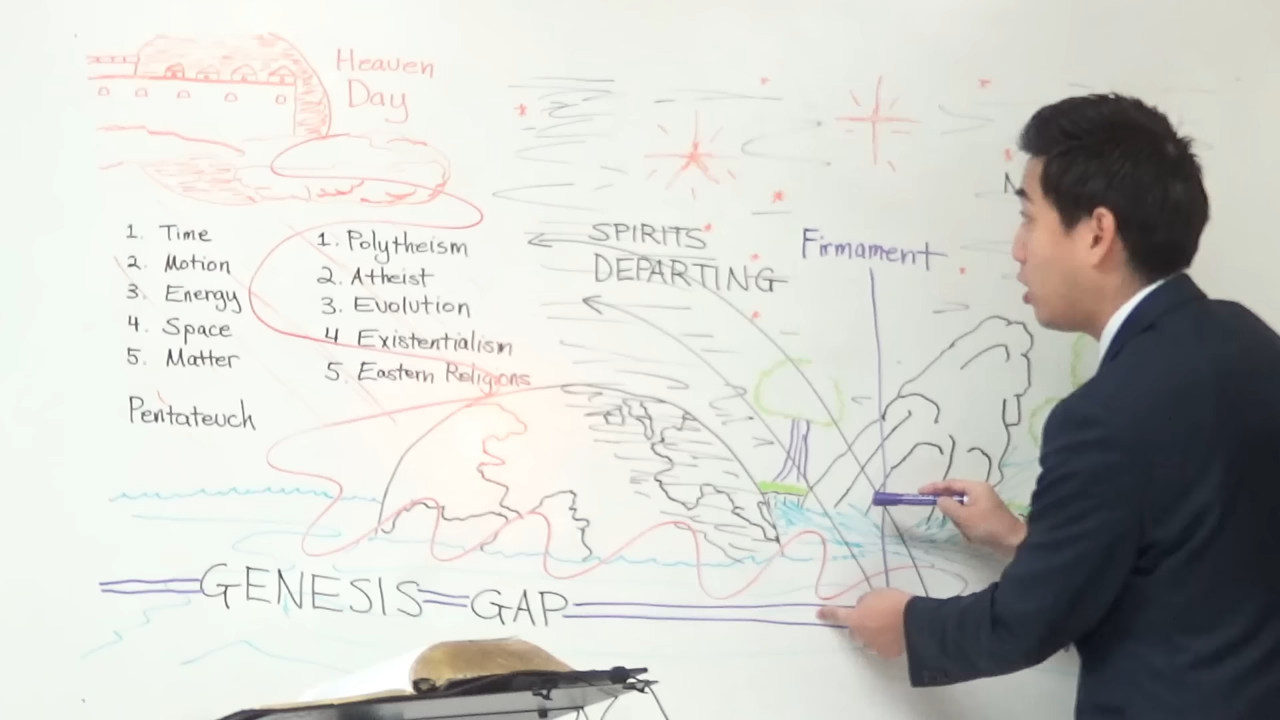 Heaven
Day
1. Time
2. Motion
3. Energy
4. Space
5. Matter
Pentateuch
1. Polytheism
2. Atheist
3. Evolution
4 Existentialism
5. Eastern Religions
SPIRITS
DEPARTING
Firmament
N
GENESIS GAP